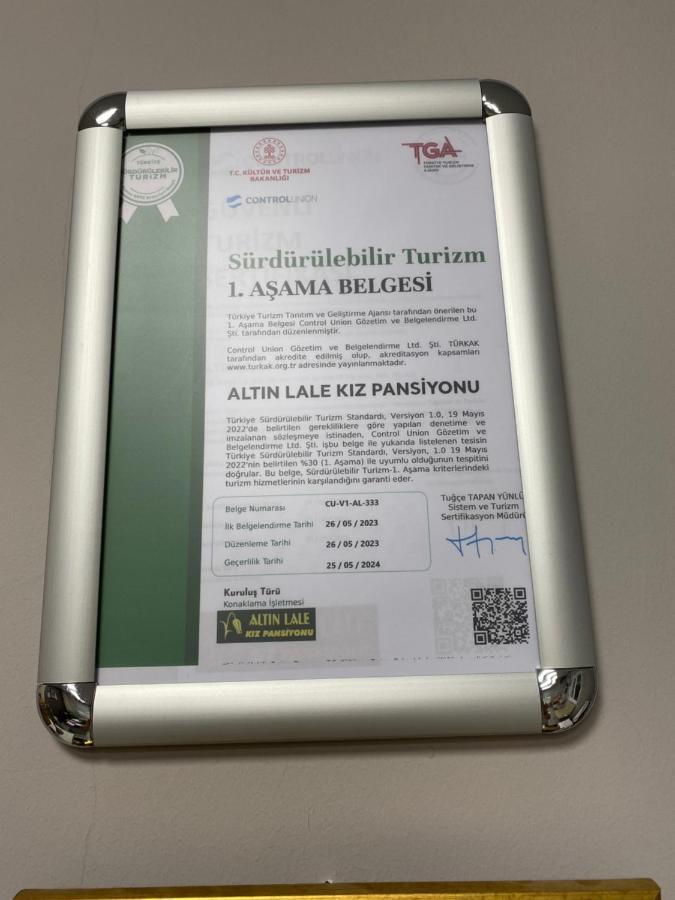 TÜRKİYE
SÜRDÜRÜLEBİLİR
TURİZM
T.C. KÜLTÜR VE TURİZM
BAKANLIĞI
TGA
TÜRKİYE TURİZM
TANITIM VE GELİŞTİRME
AJANSI
CONTROLUNION
Sürdürülebilir Turizm
1. AŞAMA BELGESİ
Türkiye Turizm Tanıtım ve Geliştirme Ajansı tarafından önerilen bu
1. Aşama Belgesi Control Union Gözetim ve Belgelendirme Ltd.
Şti. tarafından düzenlenmiştir.
Control Union Gözetim ve Belgelendirme Ltd. Şti. TÜRKAK
tarafından akredite edilmiş olup, akreditasyon kapsamları
www.turkak.org.tr adresinde yayınlanmaktadır.
ALTIN LALE KIZ PANSİYONU
Türkiye Sürdürülebilir Turizm Standardı, Versiyon 1.0, 19 Mayıs
2022'de belirtilen gerekliliklere göre yapılan denetime ve
imzalanan sözleşmeye istinaden, Control Union Gözetim ve
Belgelendirme Ltd. Şti. işbu belge ile yukarıda listelenen tesisin
Türkiye Sürdürülebilir Turizm Standardı, Versiyon, 1.0 19 Mayıs
2022'nin belirtilen %30 (1. Aşama) ile uyumlu olduğunun tespitini
doğrular. Bu belge, Sürdürülebilir Turizm-1. Aşama kriterlerindeki
turizm hizmetlerinin karşılandığını garanti eder.
Belge Numarası CU-V1-AL-333
İlk Belgelendirme Tarihi 26 / 05 / 2023
Düzenleme Tarihi 26 / 05 / 2023
Geçerlilik Tarihi 25 / 05 / 2024
Tuğçe TAPAN YÜNLÜ
Sistem ve Turizm
Sertifikasyon Müdürü
Kuruluş Türü
Konaklama İşletmesi
ALTIN LALE
KIZ PANSİYONU